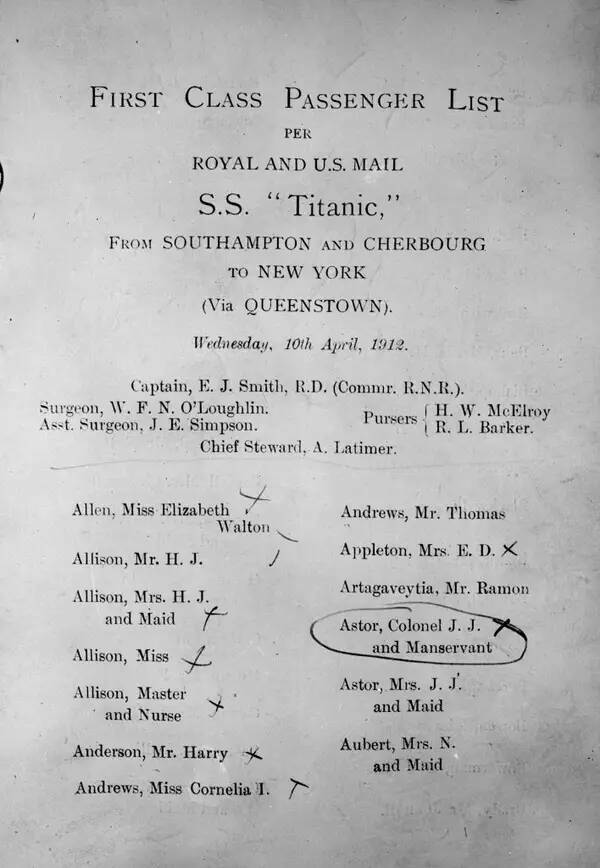 FIRST CLASS PASSENGER LIST
PER
ROYAL AND U.S. MAIL
S.S. "Titanic,"
FROM SOUTHAMPTON AND CHERBOURG
TO NEW YORK
(Via QUEENSTOWN).
Wednesday, 10th April, 1912.
Captain, E. J. Smith, R.D. (Commr. R.N.R.).
Surgeon, W. F. N. O'Loughlin.
Asst. Surgeon, J. E. Simpson.
Pursers { H. W. McElroy
R. L. Barker.
Chief Steward, A. Latimer.
Allen, Miss Elizabeth
Walton
Allison, Mr. H. J.
Allison, Mrs. H. J.
and Maid
Allison, Miss
Allison, Master
and Nurse
Anderson, Mr. Harry
Andrews, Miss Cornelia I.
Andrews, Mr. Thomas
Appleton, Mrs. E. D.
Artagaveytia, Mr. Ramon
Astor, Colonel J. J.
and Manservant
Astor, Mrs. J. J.
and Maid
Aubert, Mrs. N.
and Maid